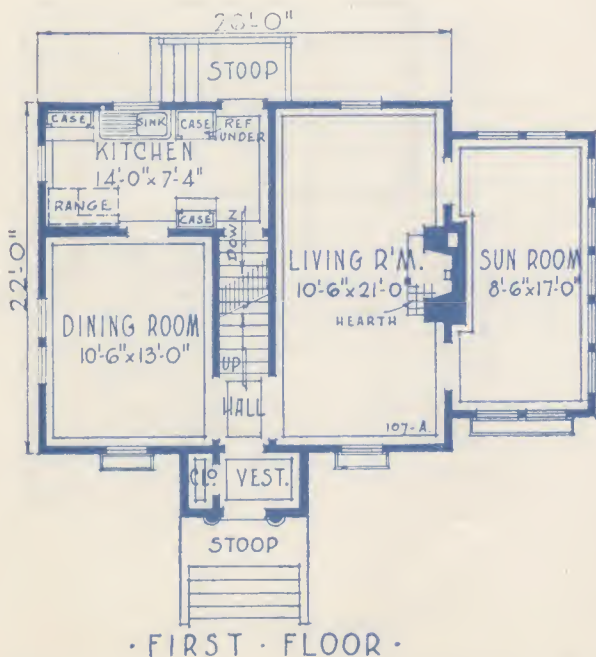 26'-0"
STOOP
CASE
SINK
CASE
REF
UNDER
KITCHEN
14'-0"x7'-4"
RANGE
CASE
DOWN
22'-0"
LIVING R'M.
10'-6"x21'-0"
HEARTH
SUN ROOM
8'-6"x17'-0"
DINING ROOM
10'-6"x13'-0"
UP
HALL
107-A.
CLO.
VEST.
STOOP
·FIRST·FLOOR·